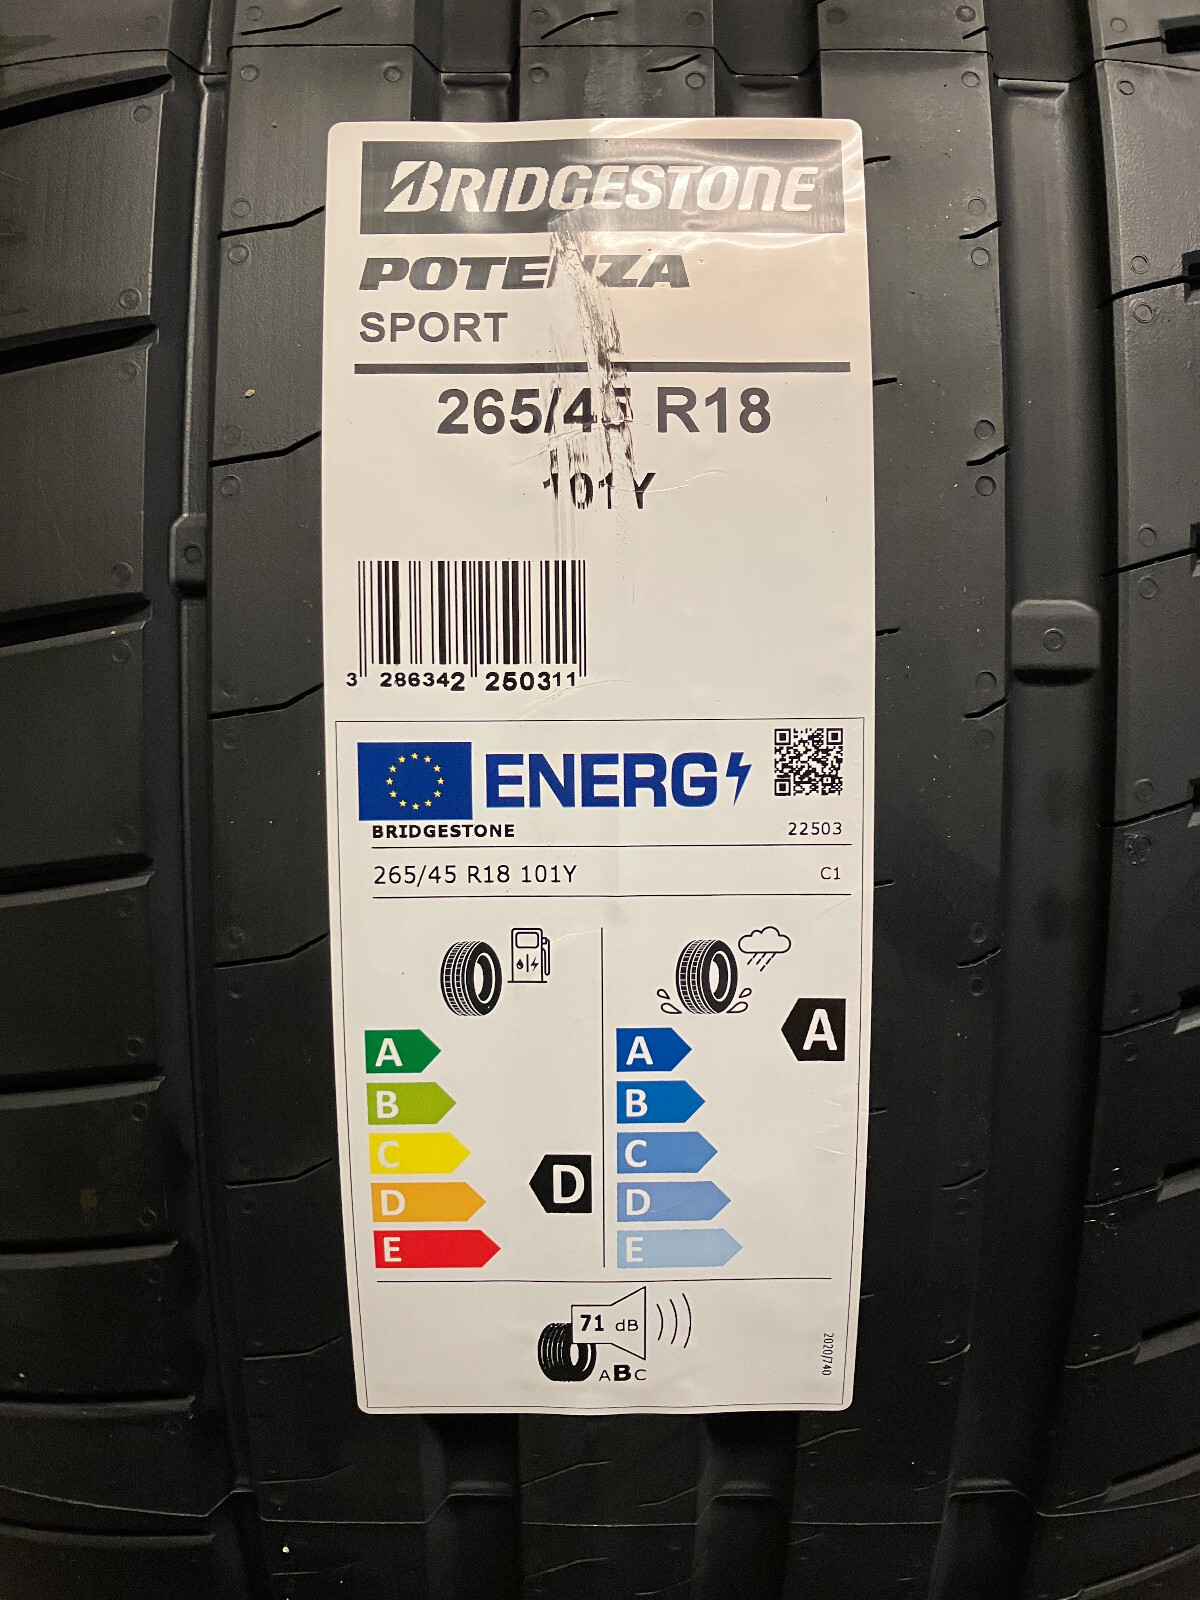 BRIDGESTONE
POTENZA
SPORT
265/45 R18
101Y
3 286342 250311
ENERG
BRIDGESTONE 22503
265/45 R18 101Y C1
A A A
B B
C C
D D D
E E
71 dB
ABC
2020/740